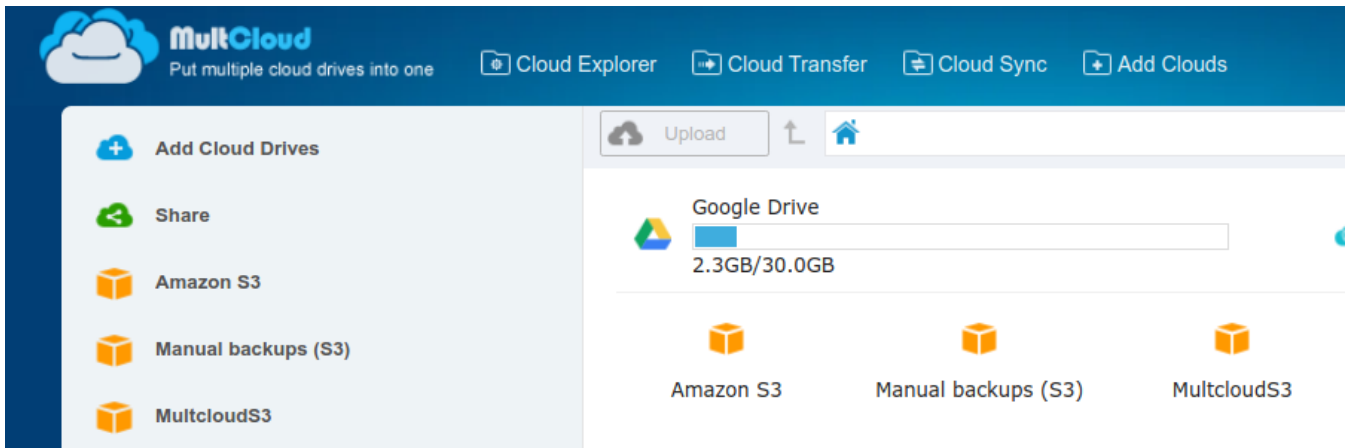 MultCloud
Put multiple cloud drives into one
Cloud Explorer
Cloud Transfer
Cloud Sync
Add Clouds
Add Cloud Drives
Share
Amazon S3
Manual backups (S3)
MultcloudS3
Upload
Google Drive
2.3GB/30.0GB
Amazon S3
Manual backups (S3)
MultcloudS3